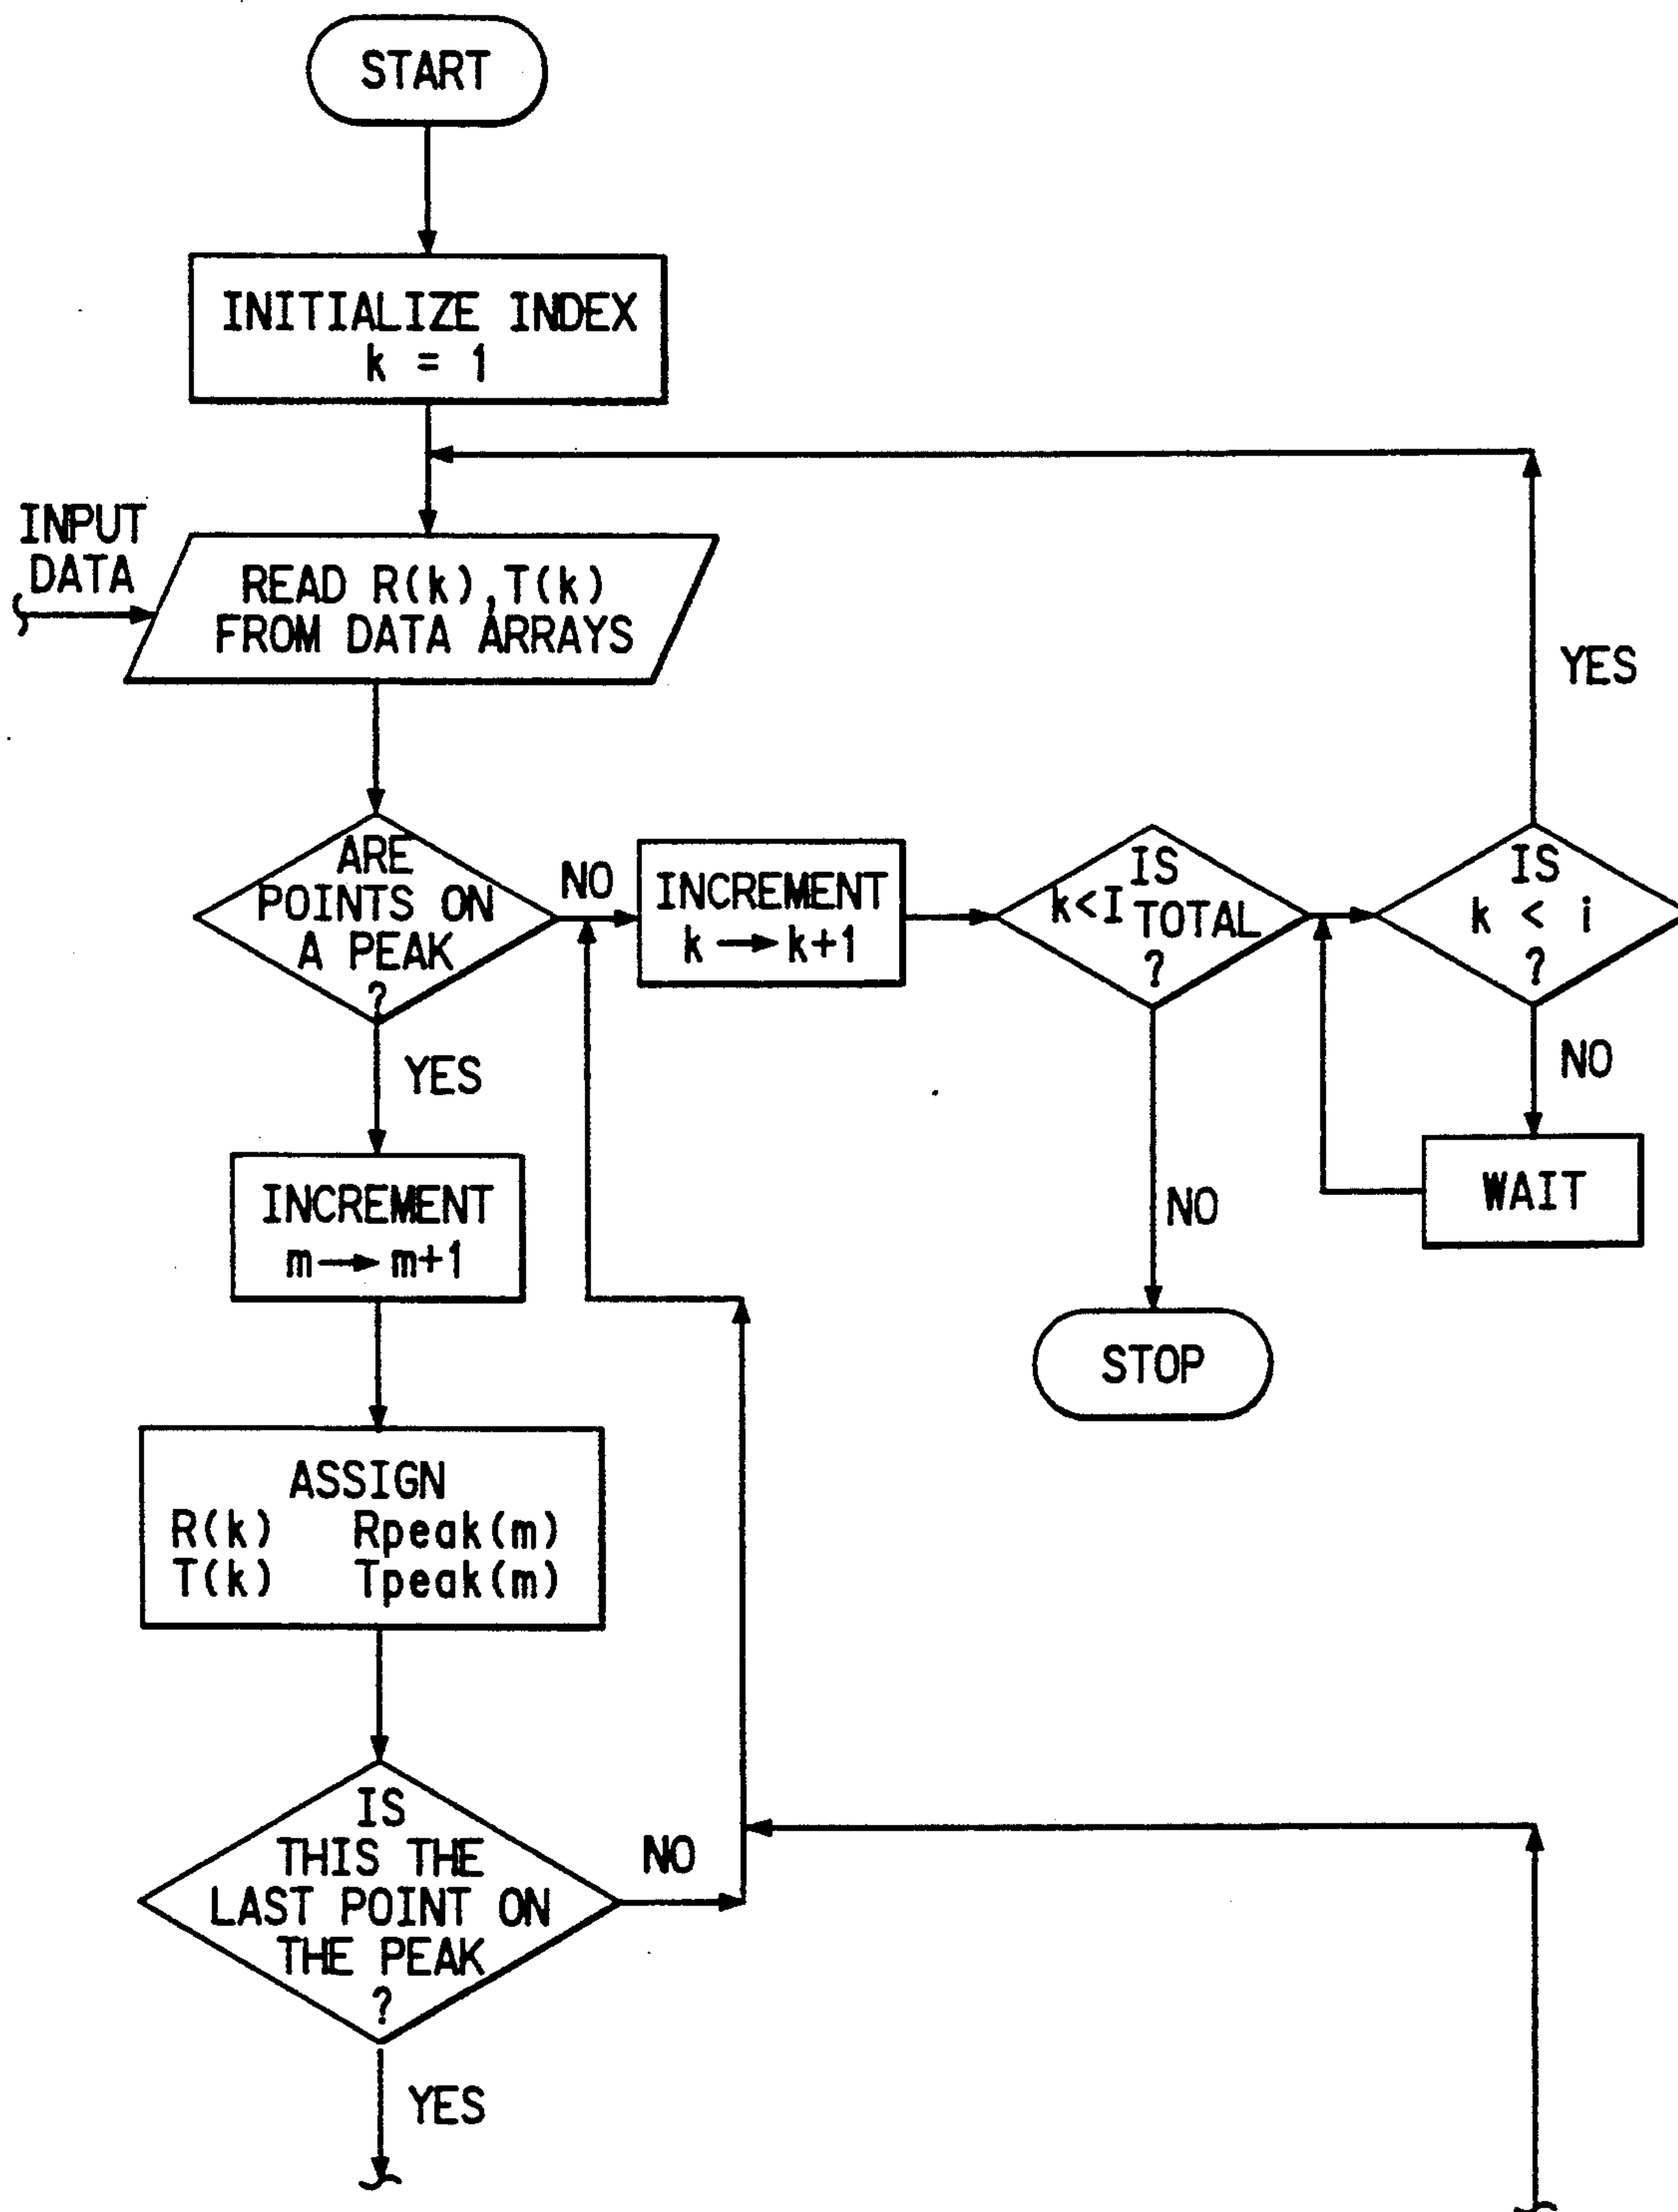 START
INITIALIZE INDEX
k = 1
INPUT
DATA
READ R(k),T(k)
FROM DATA ARRAYS
YES
ARE
POINTS ON
A PEAK
?
NO
INCREMENT
k → k+1
IS
k<I TOTAL
?
IS
k < i
?
YES
NO
INCREMENT
m → m+1
WAIT
NO
STOP
ASSIGN
R(k) Rpeak(m)
T(k) Tpeak(m)
IS
THIS THE
LAST POINT ON
THE PEAK
?
NO
YES